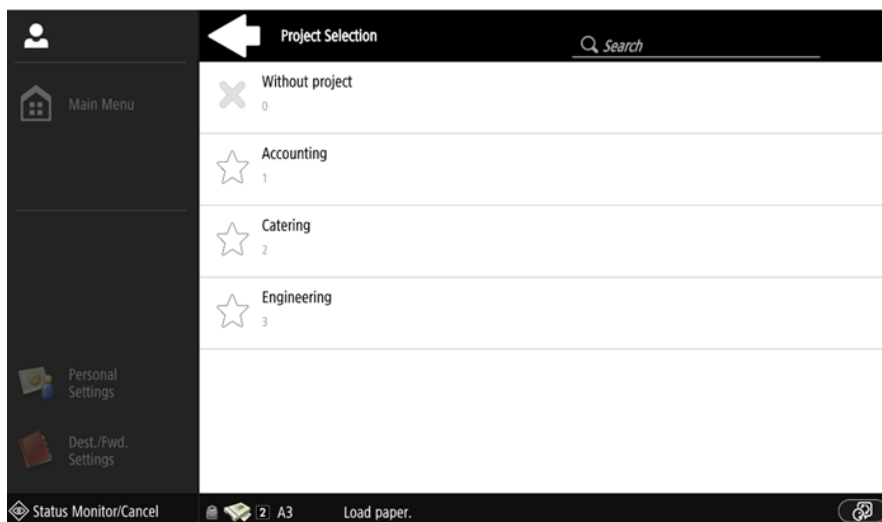 Project Selection
Search
Main Menu
Without project
0
Accounting
1
Catering
2
Engineering
3
Personal
Settings
Dest./Fwd.
Settings
Status Monitor/Cancel
2 A3 Load paper.